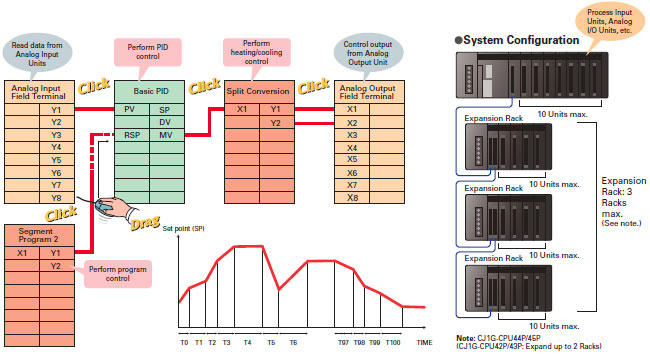 Read data from
Analog Input
Units
Perform PID
control
Perform
heating/cooling
control
Control output
from Analog
Output Unit
Process Input
Units, Analog
I/O Units, etc.
●System Configuration
Analog Input
Field Terminal
Y1
Y2
Y3
Y4
Y5
Y6
Y7
Y8
Click
Basic PID
PV SP
DV
RSP MV
Click
Split Conversion
X1 Y1
Y2
Click
Analog Output
Field Terminal
X1
X2
X3
X4
X5
X6
X7
X8
Click
Drag
Segment
Program 2
X1 Y1
Y2
Perform program
control
Set point (SP)
T0 T1 T2 T3 T4 T5 T6 T97 T98 T99 T100 TIME
10 Units max.
Expansion Rack
10 Units max.
Expansion Rack
10 Units max.
Expansion Rack
10 Units max.
Expansion
Rack: 3
Racks
max.
(See note.)
Note: CJ1G-CPU44P/45P
(CJ1G-CPU42P/43P: Expand up to 2 Racks)